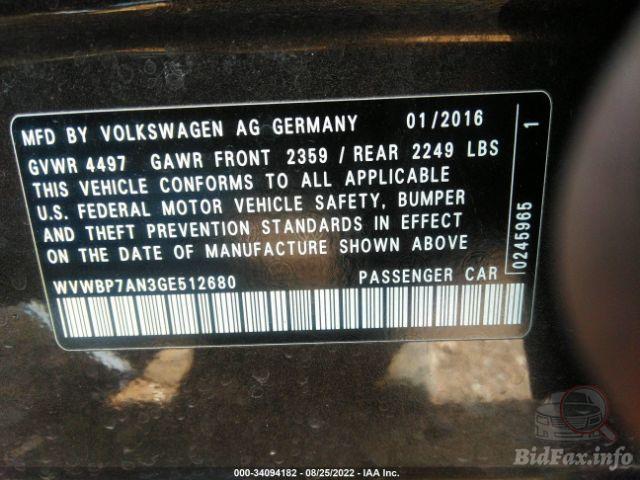 MFD BY VOLKSWAGEN AG GERMANY 01/2016
GVWR 4497 GAWR FRONT 2359 / REAR 2249 LBS
THIS VEHICLE CONFORMS TO ALL APPLICABLE
U.S. FEDERAL MOTOR VEHICLE SAFETY, BUMPER
AND THEFT PREVENTION STANDARDS IN EFFECT
ON THE DATE OF MANUFACTURE SHOWN ABOVE
WVWBP7AN3GE512680 PASSENGER CAR
0245965 1
BidFax.info
000-34094182 - 08/25/2022 - IAA Inc.